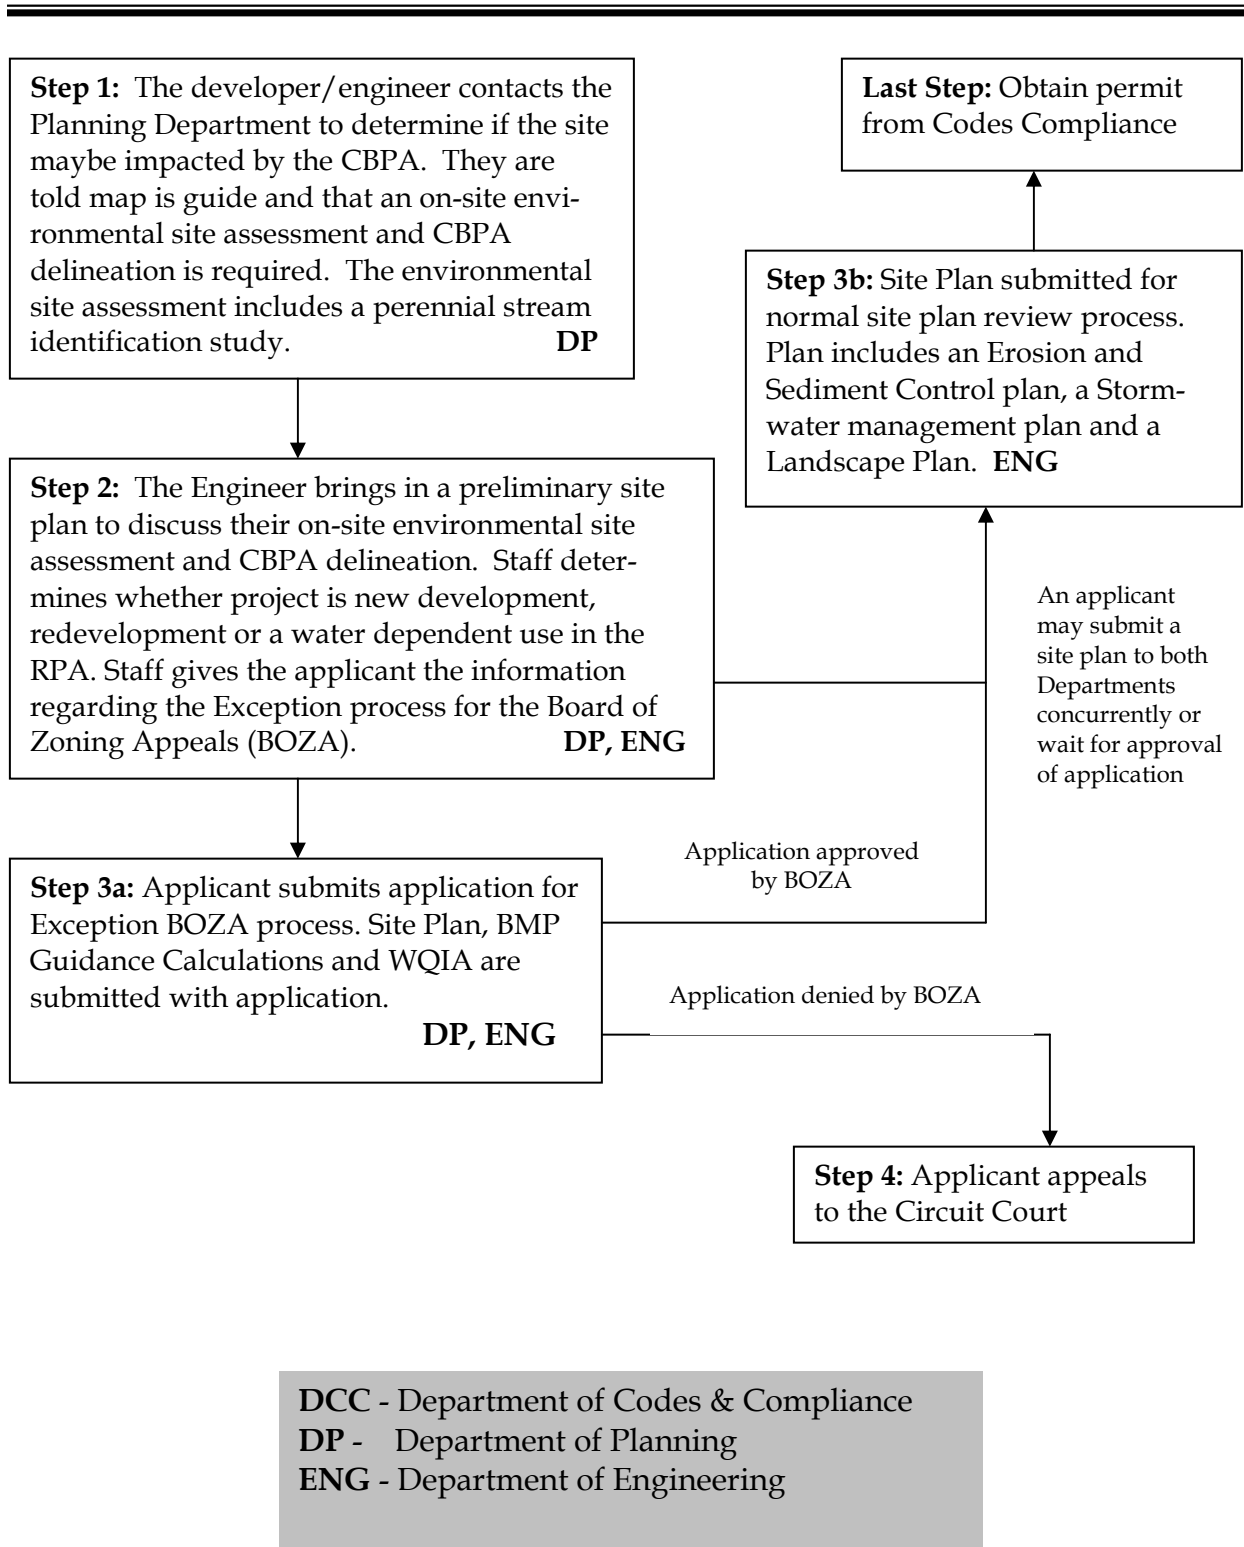 Step 1: The developer/engineer contacts the
Planning Department to determine if the site
maybe impacted by the CBPA. They are
told map is guide and that an on-site envi-
ronmental site assessment and CBPA
delineation is required. The environmental
site assessment includes a perennial stream
identification study. DP
Step 2: The Engineer brings in a preliminary site
plan to discuss their on-site environmental site
assessment and CBPA delineation. Staff deter-
mines whether project is new development,
redevelopment or a water dependent use in the
RPA. Staff gives the applicant the information
regarding the Exception process for the Board of
Zoning Appeals (BOZA). DP, ENG
Step 3a: Applicant submits application for
Exception BOZA process. Site Plan, BMP
Guidance Calculations and WQIA are
submitted with application.
DP, ENG
Application approved
by BOZA
Application denied by BOZA
Last Step: Obtain permit
from Codes Compliance
Step 3b: Site Plan submitted for
normal site plan review process.
Plan includes an Erosion and
Sediment Control plan, a Storm-
water management plan and a
Landscape Plan. ENG
An applicant
may submit a
site plan to both
Departments
concurrently or
wait for approval
of application
Step 4: Applicant appeals
to the Circuit Court
DCC - Department of Codes & Compliance
DP - Department of Planning
ENG - Department of Engineering